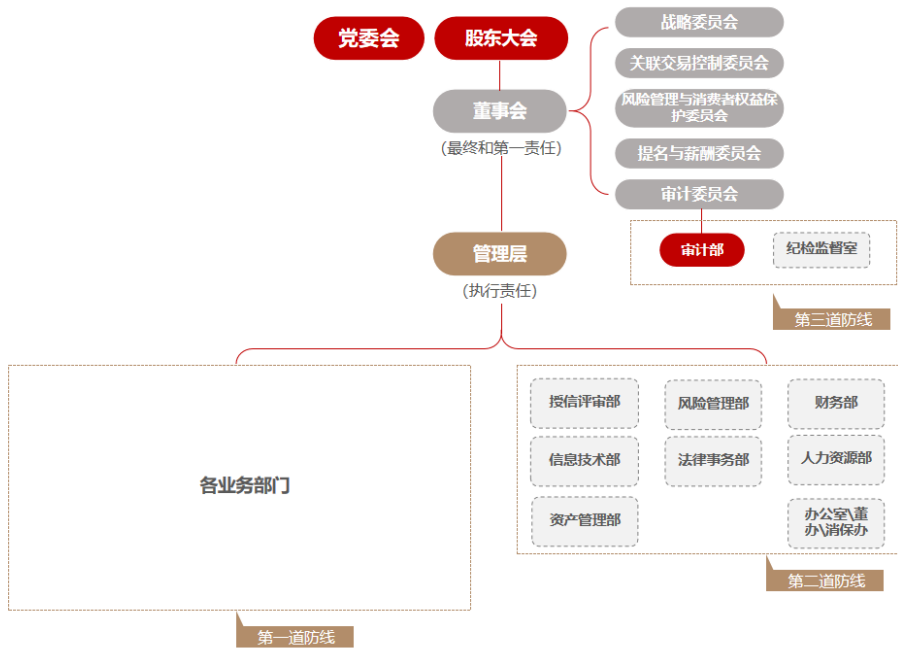 党委会
股东大会
董事会
(最终和第一责任)
战略委员会
关联交易控制委员会
风险管理与消费者权益保
护委员会
提名与薪酬委员会
审计委员会
审计部
纪检监督室
第三道防线
管理层
(执行责任)
各业务部门
第一道防线
授信评审部
风险管理部
财务部
信息技术部
法律事务部
人力资源部
资产管理部
办公室\董
办\消保办
第二道防线